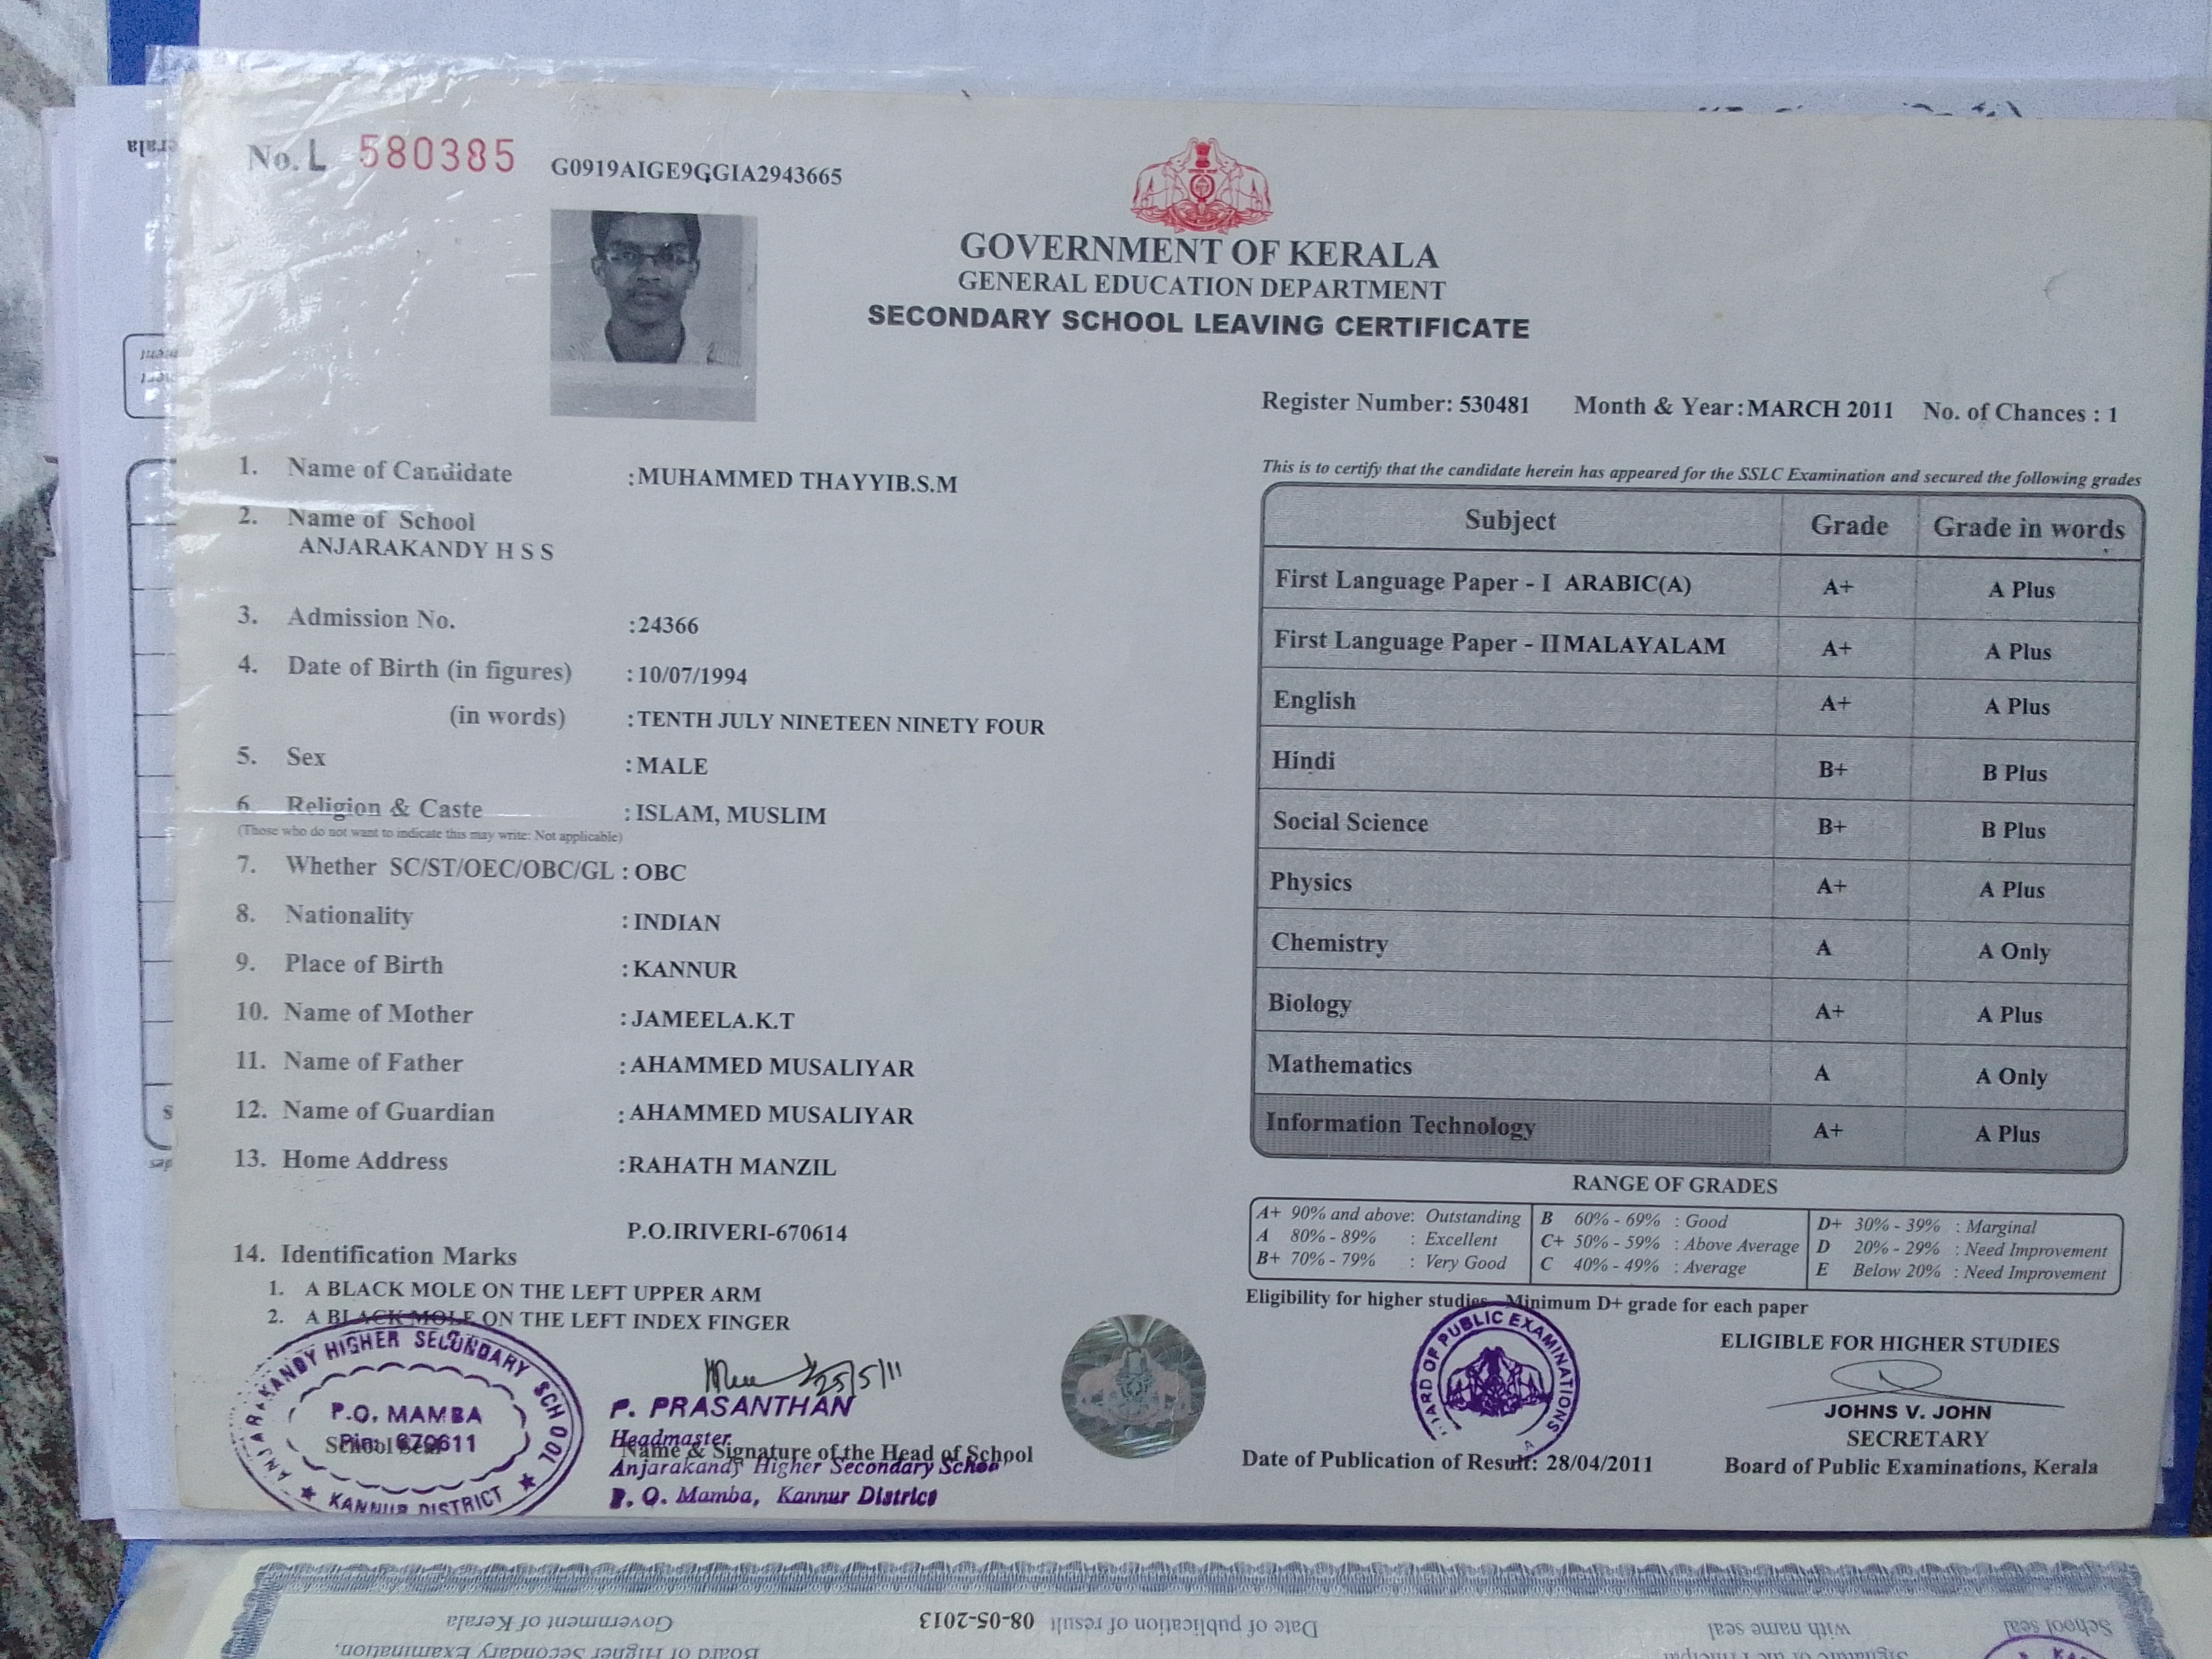 No. L 580385 G0919AIGE9GGIA2943665
GOVERNMENT OF KERALA
GENERAL EDUCATION DEPARTMENT
SECONDARY SCHOOL LEAVING CERTIFICATE
Register Number: 530481 Month & Year: MARCH 2011 No. of Chances : 1
1. Name of Candidate : MUHAMMED THAYYIB.S.M
2. Name of School
ANJARAKANDY H S S
3. Admission No. : 24366
4. Date of Birth (in figures) : 10/07/1994
(in words) : TENTH JULY NINETEEN NINETY FOUR
5. Sex : MALE
6. Religion & Caste : ISLAM, MUSLIM
(Those who do not want to indicate this may write: Not applicable)
7. Whether SC/ST/OEC/OBC/GL : OBC
8. Nationality : INDIAN
9. Place of Birth : KANNUR
10. Name of Mother : JAMEELA.K.T
11. Name of Father : AHAMMED MUSALIYAR
12. Name of Guardian : AHAMMED MUSALIYAR
13. Home Address : RAHATH MANZIL
P.O.IRIVERI-670614
14. Identification Marks
1. A BLACK MOLE ON THE LEFT UPPER ARM
2. A BLACK MOLE ON THE LEFT INDEX FINGER
ANJARAKANDY HIGHER SECONDARY SCHOOL
P.O. MAMBA
Pin: 670611
School Seal
KANNUR DISTRICT
25/5/11
P. PRASANTHAN
Headmaster
Name & Signature of the Head of School
Anjarakandy Higher Secondary School
P. O. Mamba, Kannur District
This is to certify that the candidate herein has appeared for the SSLC Examination and secured the following grades
Subject Grade Grade in words
First Language Paper - I ARABIC(A) A+ A Plus
First Language Paper - II MALAYALAM A+ A Plus
English A+ A Plus
Hindi B+ B Plus
Social Science B+ B Plus
Physics A+ A Plus
Chemistry A A Only
Biology A+ A Plus
Mathematics A A Only
Information Technology A+ A Plus
RANGE OF GRADES
A+ 90% and above: Outstanding B 60% - 69% : Good D+ 30% - 39% : Marginal
A 80% - 89% : Excellent C+ 50% - 59% : Above Average D 20% - 29% : Need Improvement
B+ 70% - 79% : Very Good C 40% - 49% : Average E Below 20% : Need Improvement
Eligibility for higher studies - Minimum D+ grade for each paper
BOARD OF PUBLIC EXAMINATIONS
ELIGIBLE FOR HIGHER STUDIES
JOHNS V. JOHN
SECRETARY
Date of Publication of Result: 28/04/2011 Board of Public Examinations, Kerala
School seal
with name seal
Signature of the Principal
Date of publication of result 08-05-2013
Board of Higher Secondary Examination,
Government of Kerala